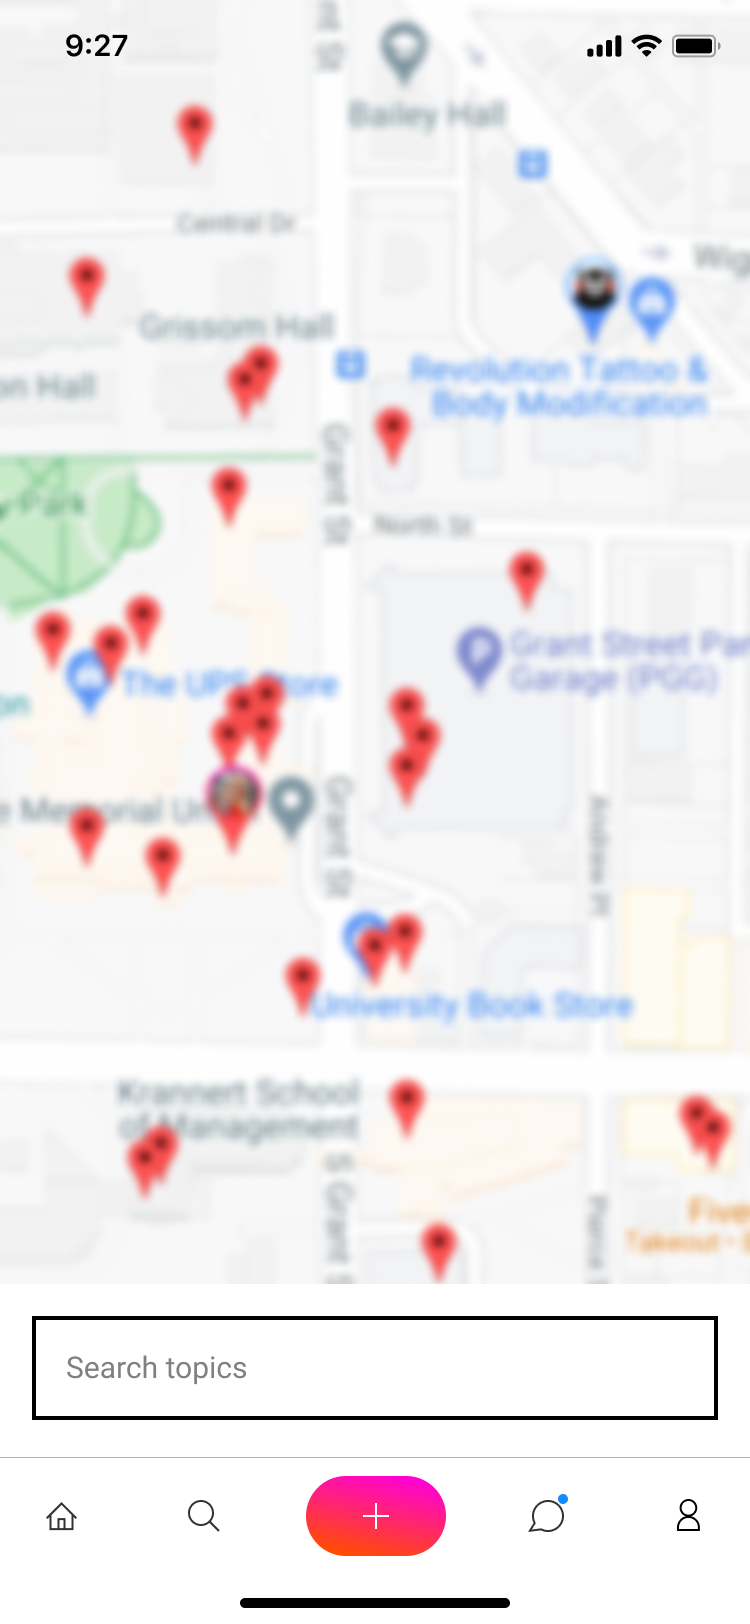 9:27
Bailey Hall
Central Dr
Wig
Grissom Hall
on Hall
Revolution Tattoo &
Body Modification
Grant St
Park
North St
Grant Street Par
Garage (PGG)
The UPS Store
on
e Memorial Un
Grant St
Andrew Pl
University Book Store
Krannert School
of Management
S Grant S
Pierce
Five
Takeout
Search topics